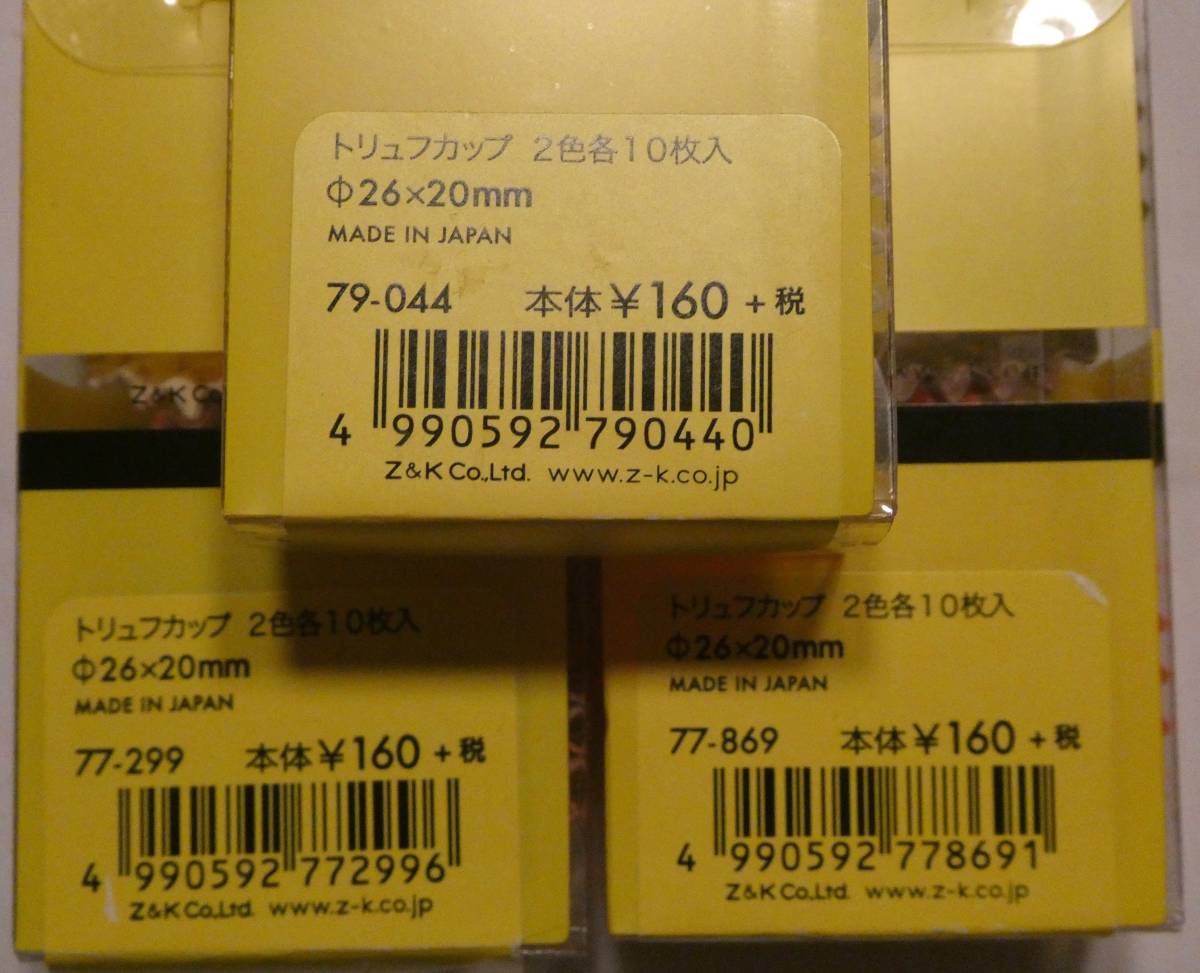 トリュフカップ 2色各10枚入
Φ26×20mm
MADE IN JAPAN
79-044 本体¥160+税
4 990592 790440
Z&K Co.,Ltd. www.z-k.co.jp
Z&K Co
トリュフカップ 2色各10枚入
Φ26×20mm
MADE IN JAPAN
77-299 本体¥160+税
4 990592 772996
Z&K Co.,Ltd. www.z-k.co.jp
トリュフカップ 2色各10枚入
Φ26×20mm
MADE IN JAPAN
77-869 本体¥160+税
4 990592 778691
Z&K Co.,Ltd. www.z-k.co.jp